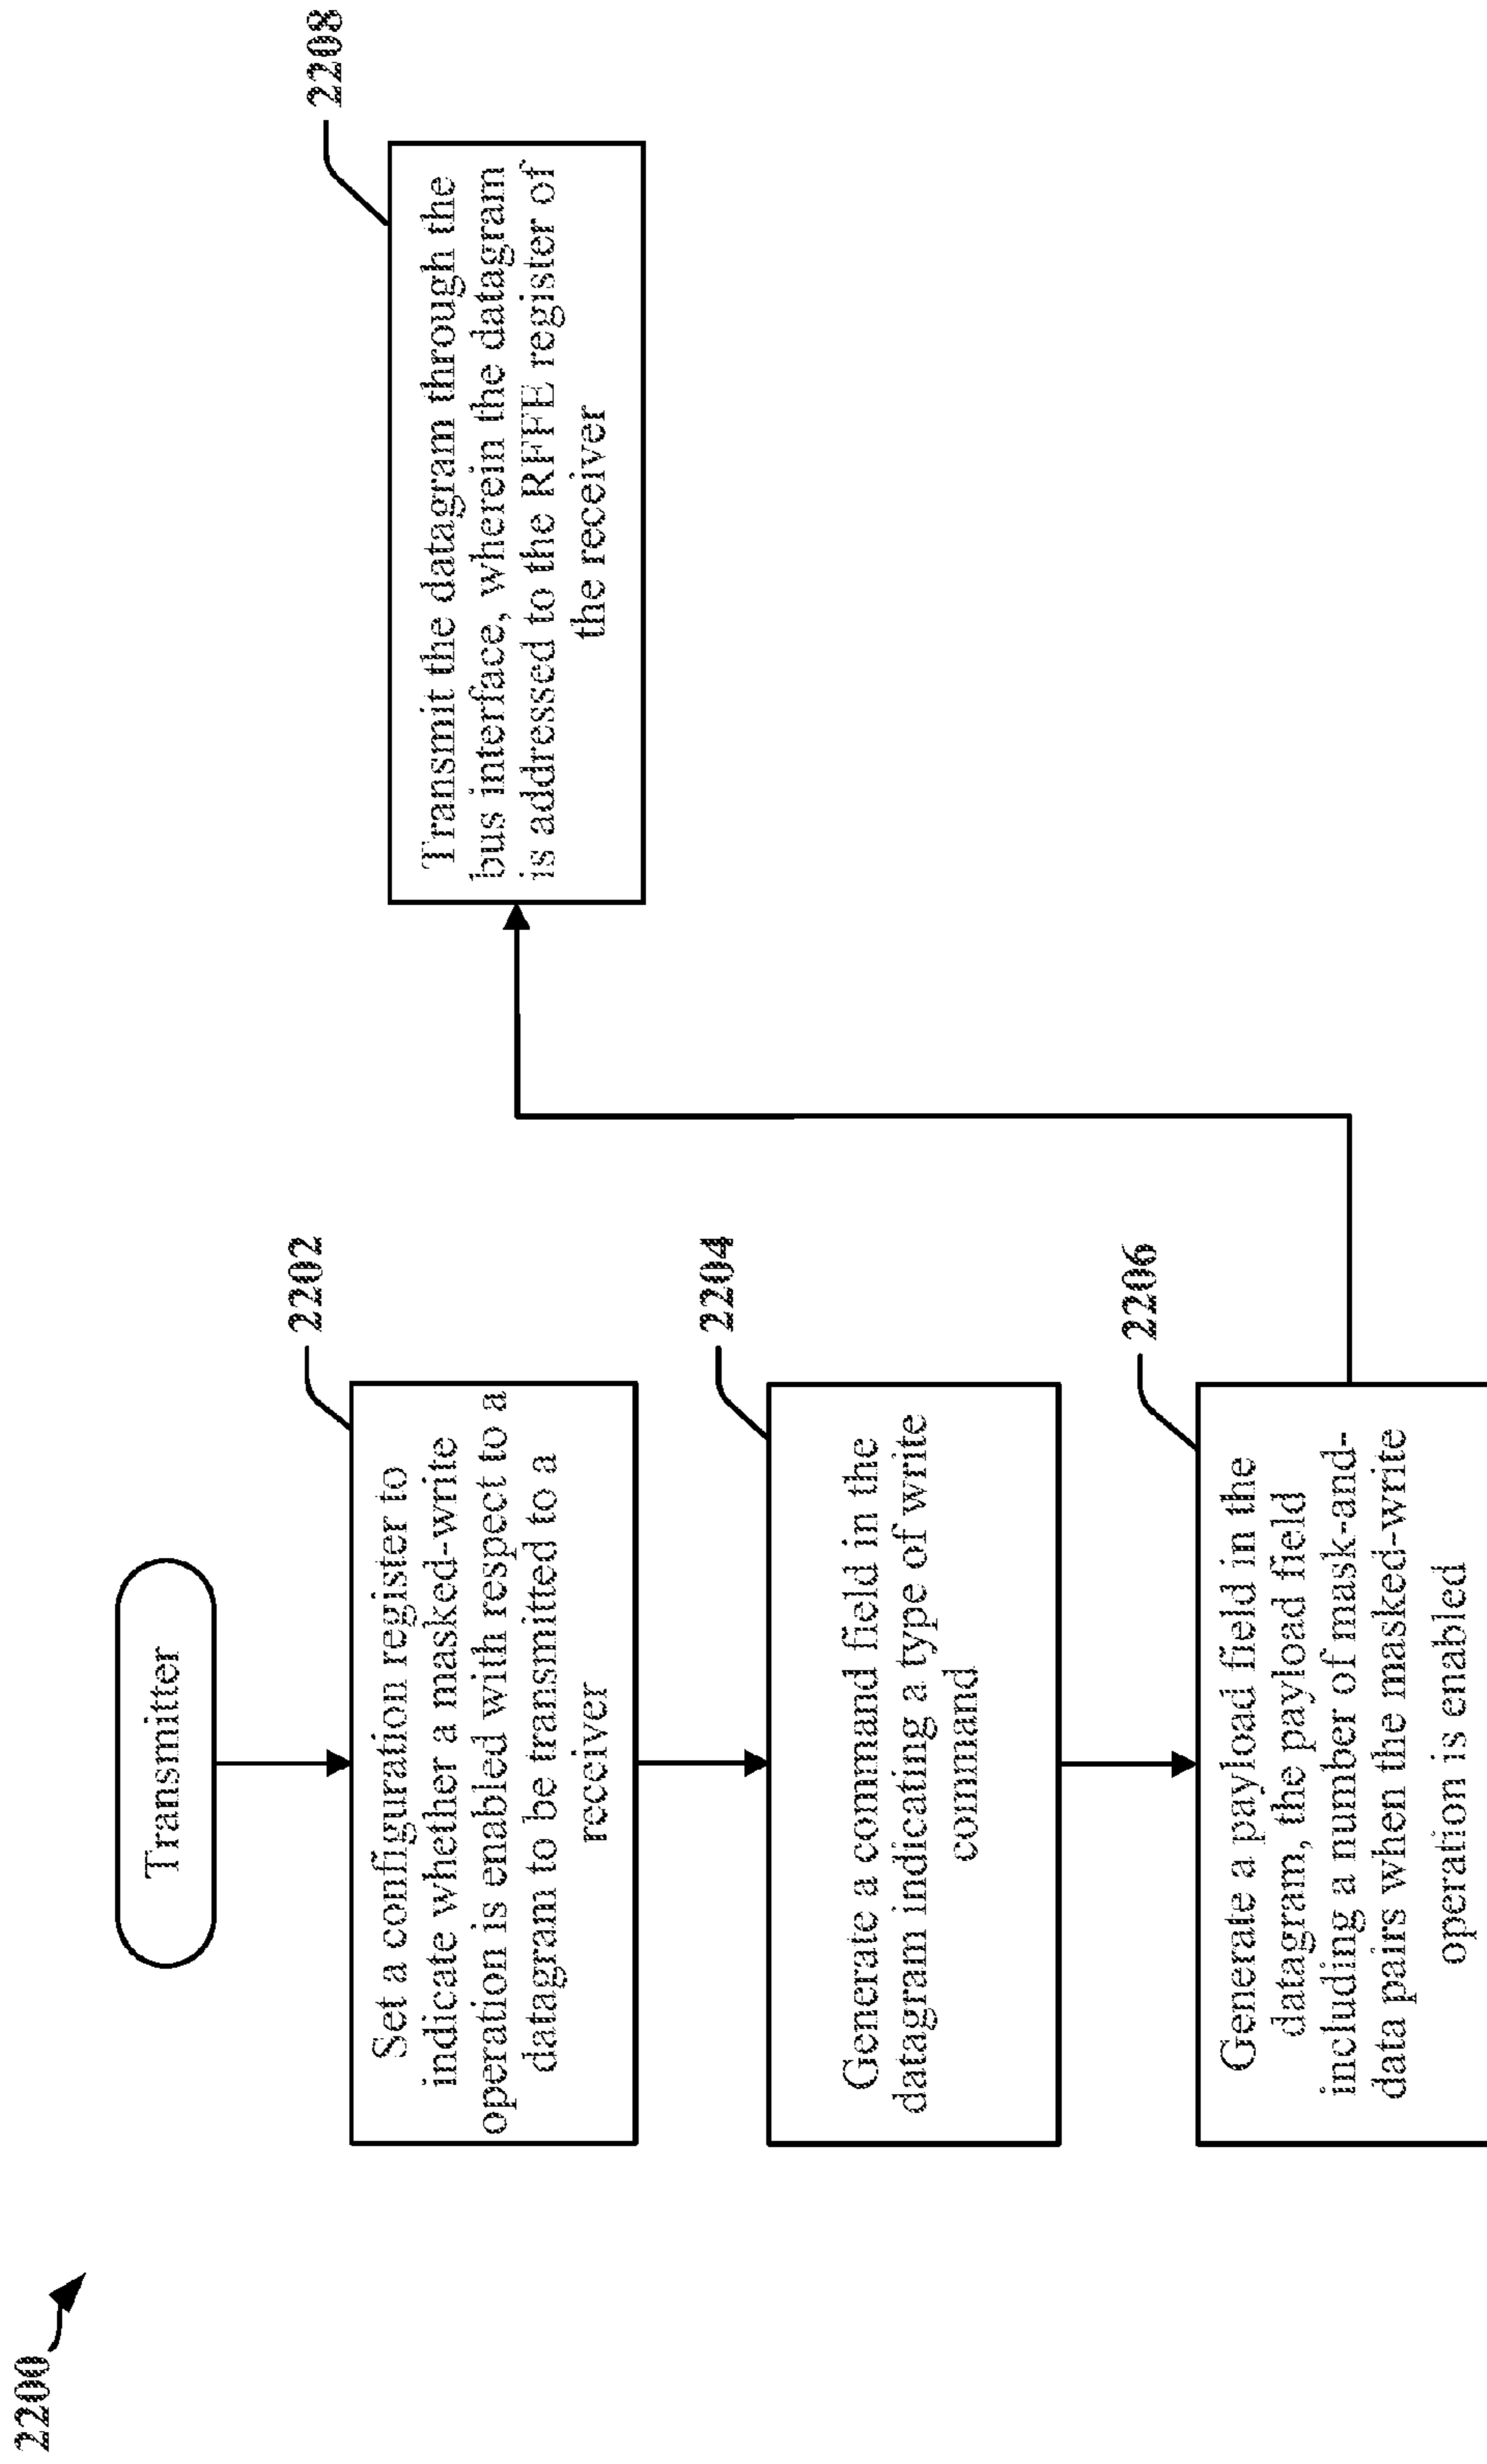 2200
Transmitter
2202
Set a configuration register to
indicate whether a masked-write
operation is enabled with respect to a
datagram to be transmitted to a
receiver
2204
Generate a command field in the
datagram indicating a type of write
command
2206
Generate a payload field in the
datagram, the payload field
including a number of mask-and-
data pairs when the masked-write
operation is enabled
2208
Transmit the datagram through the
bus interface, wherein the datagram
is addressed to the RFFE register of
the receiver